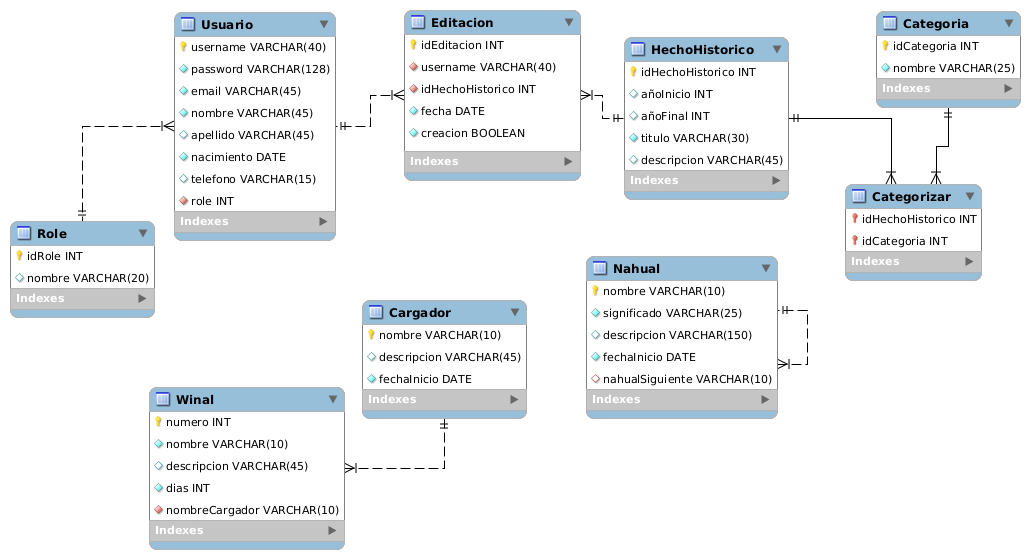 Usuario
username VARCHAR(40)
password VARCHAR(128)
email VARCHAR(45)
nombre VARCHAR(45)
apellido VARCHAR(45)
nacimiento DATE
telefono VARCHAR(15)
role INT
Indexes
Editacion
idEditacion INT
username VARCHAR(40)
idHechoHistorico INT
fecha DATE
creacion BOOLEAN
Indexes
HechoHistorico
idHechoHistorico INT
añoInicio INT
añoFinal INT
titulo VARCHAR(30)
descripcion VARCHAR(45)
Indexes
Categoria
idCategoria INT
nombre VARCHAR(25)
Indexes
Categorizar
idHechoHistorico INT
idCategoria INT
Indexes
Role
idRole INT
nombre VARCHAR(20)
Indexes
Nahual
nombre VARCHAR(10)
significado VARCHAR(25)
descripcion VARCHAR(150)
fechaInicio DATE
nahualSiguiente VARCHAR(10)
Indexes
Cargador
nombre VARCHAR(10)
descripcion VARCHAR(45)
fechaInicio DATE
Indexes
Winal
numero INT
nombre VARCHAR(10)
descripcion VARCHAR(45)
dias INT
nombreCargador VARCHAR(10)
Indexes